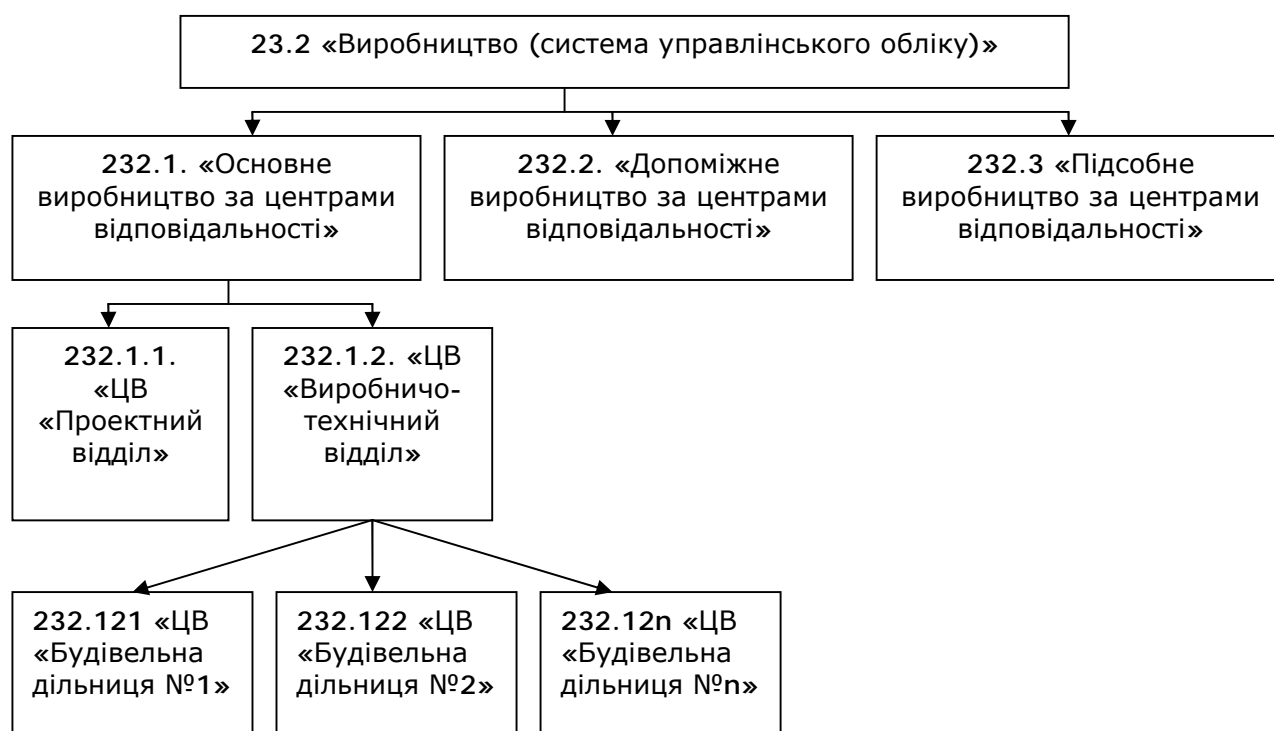 23.2 «Виробництво (система управлінського обліку)»
232.1. «Основне
виробництво за центрами
відповідальності»
232.2. «Допоміжне
виробництво за центрами
відповідальності»
232.3 «Підсобне
виробництво за центрами
відповідальності»
232.1.1.
«ЦВ
«Проектний
відділ»
232.1.2. «ЦВ
«Виробничо-
технічний
відділ»
232.121 «ЦВ
«Будівельна
дільниця №1»
232.122 «ЦВ
«Будівельна
дільниця №2»
232.12n «ЦВ
«Будівельна
дільниця №n»